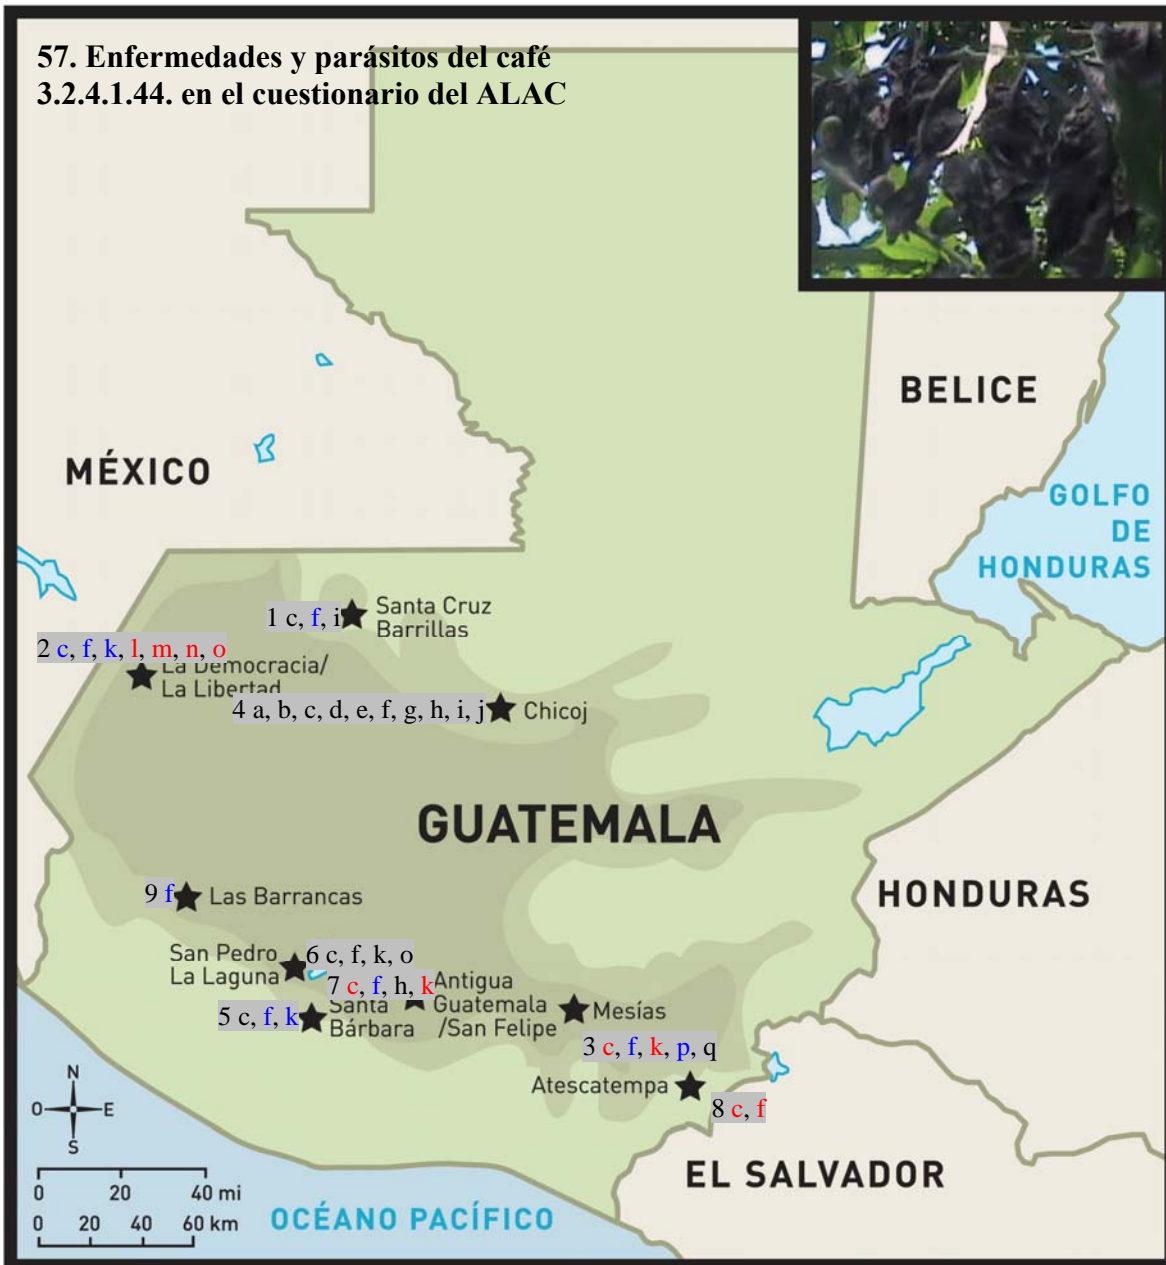 57. Enfermedades y parásitos del café
3.2.4.1.44. en el cuestionario del ALAC
BELICE
MÉXICO
GOLFO
DE
HONDURAS
1 c, f, i
Santa Cruz
Barrillas
2 c, f, k, l, m, n, o
La Democracia/
La Libertad
4 a, b, c, d, e, f, g, h, i, j
Chicoj
GUATEMALA
9 f
Las Barrancas
HONDURAS
San Pedro
La Laguna
6 c, f, k, o
7 c, f, h, k
Antigua
Guatemala
/San Felipe
5 c, f, k
Santa
Bárbara
Mesías
3 c, f, k, p, q
Atescatempa
8 c, f
N
O
E
S
EL SALVADOR
0 20 40 mi
0 20 40 60 km
OCÉANO PACÍFICO